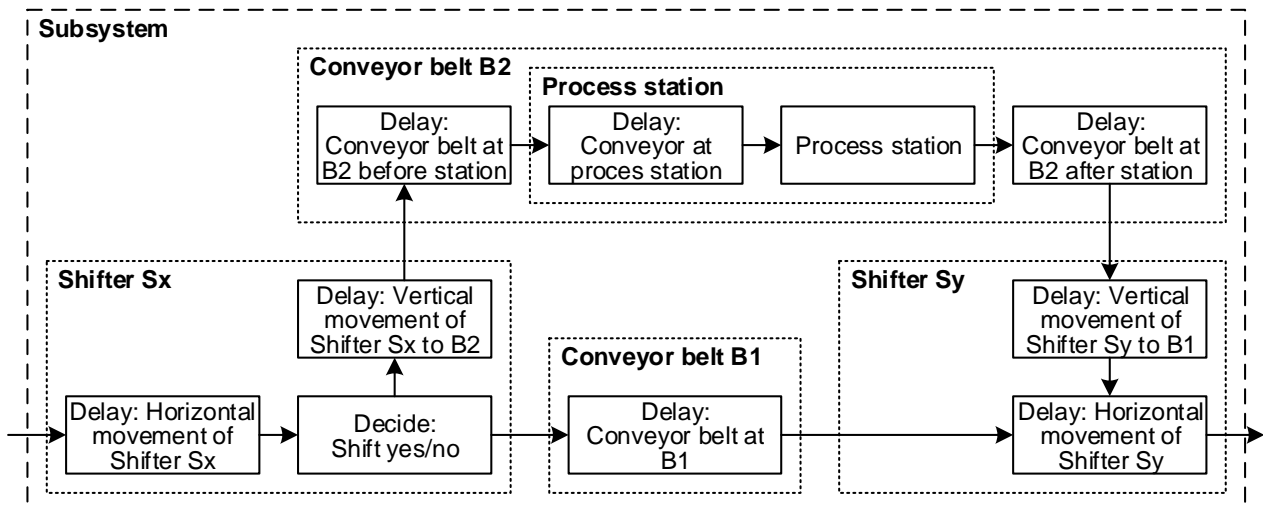 Subsystem
Conveyor belt B2
Process station
Delay:
Conveyor belt at
B2 before station
Delay:
Conveyor at
proces station
Process station
Delay:
Conveyor belt at
B2 after station
Shifter Sx
Delay: Vertical
movement of
Shifter Sx to B2
Delay: Horizontal
movement of
Shifter Sx
Decide:
Shift yes/no
Conveyor belt B1
Delay:
Conveyor belt at
B1
Shifter Sy
Delay: Vertical
movement of
Shifter Sy to B1
Delay: Horizontal
movement of
Shifter Sy